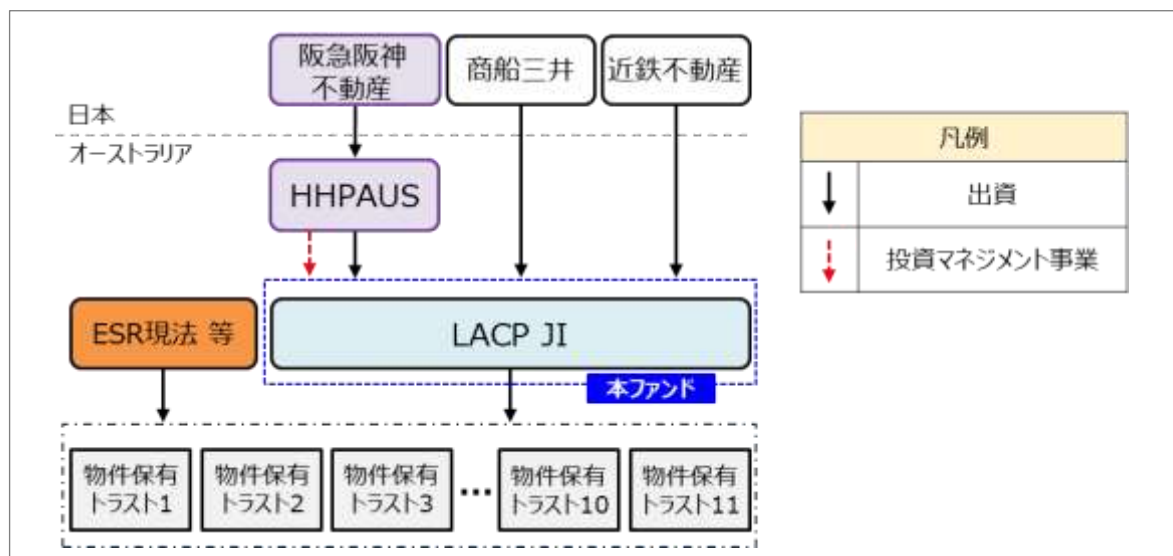 阪急阪神
不動産
商船三井
近鉄不動産
日本
オーストラリア
HHPAUS
凡例
出資
投資マネジメント事業
ESR現法 等
LACP JI
本ファンド
物件保有
トラスト1
物件保有
トラスト2
物件保有
トラスト3
•••
物件保有
トラスト10
物件保有
トラスト11